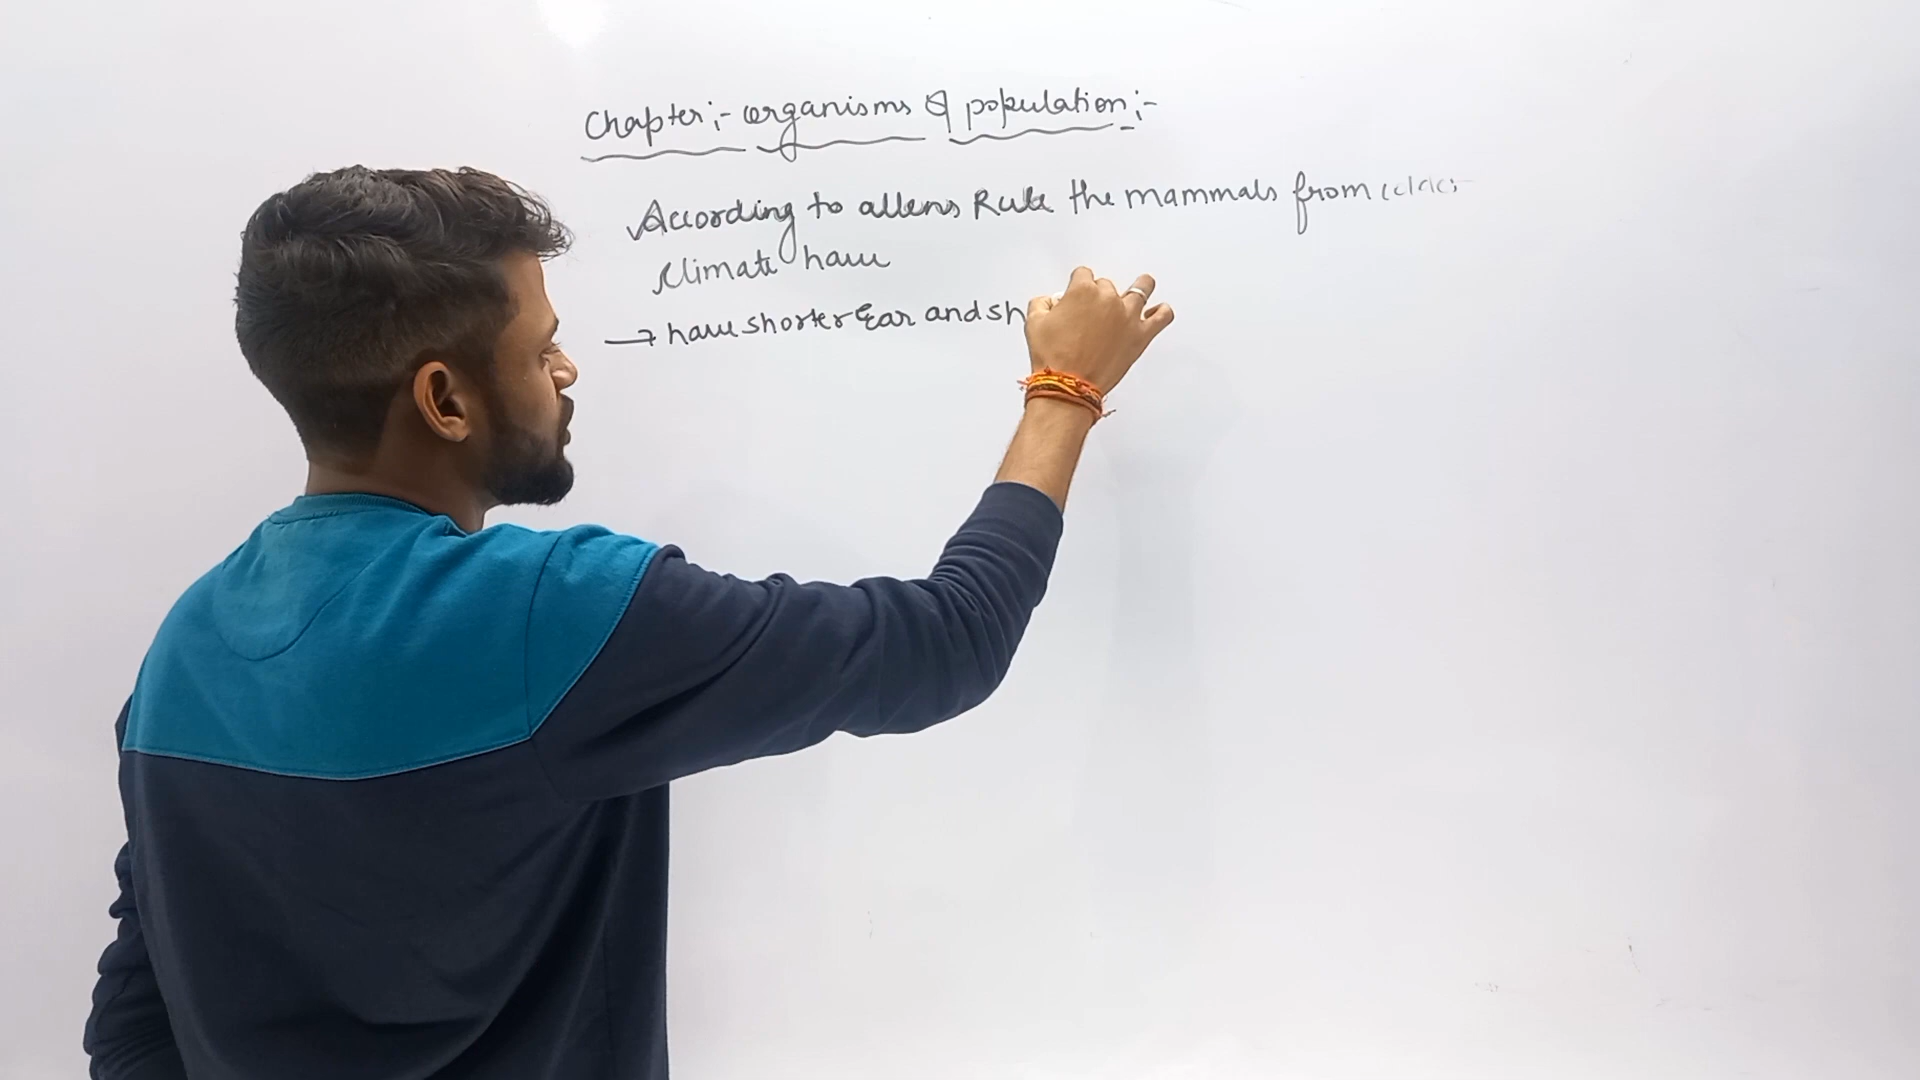 Chapter:- organisms & population:-
According to allens Rule the mammals from
Climate have
→ have shorter Ear and sh